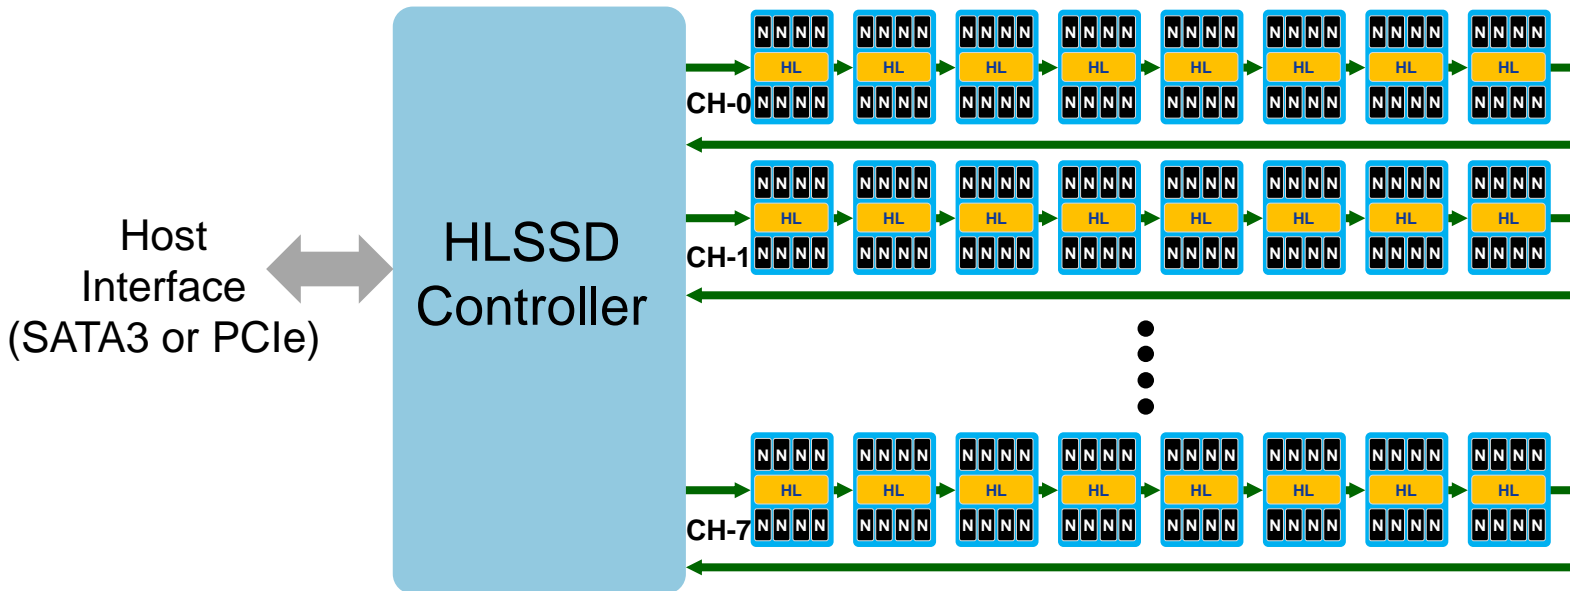 Host
Interface
(SATA3 or PCIe)
HLSSD
Controller
NNNN NNNN NNNN NNNN NNNN NNNN NNNN NNNN
HL HL HL HL HL HL HL HL
CH-0
NNNN NNNN NNNN NNNN NNNN NNNN NNNN NNNN
NNNN NNNN NNNN NNNN NNNN NNNN NNNN NNNN
HL HL HL HL HL HL HL HL
CH-1
NNNN NNNN NNNN NNNN NNNN NNNN NNNN NNNN
NNNN NNNN NNNN NNNN NNNN NNNN NNNN NNNN
HL HL HL HL HL HL HL HL
CH-7
NNNN NNNN NNNN NNNN NNNN NNNN NNNN NNNN